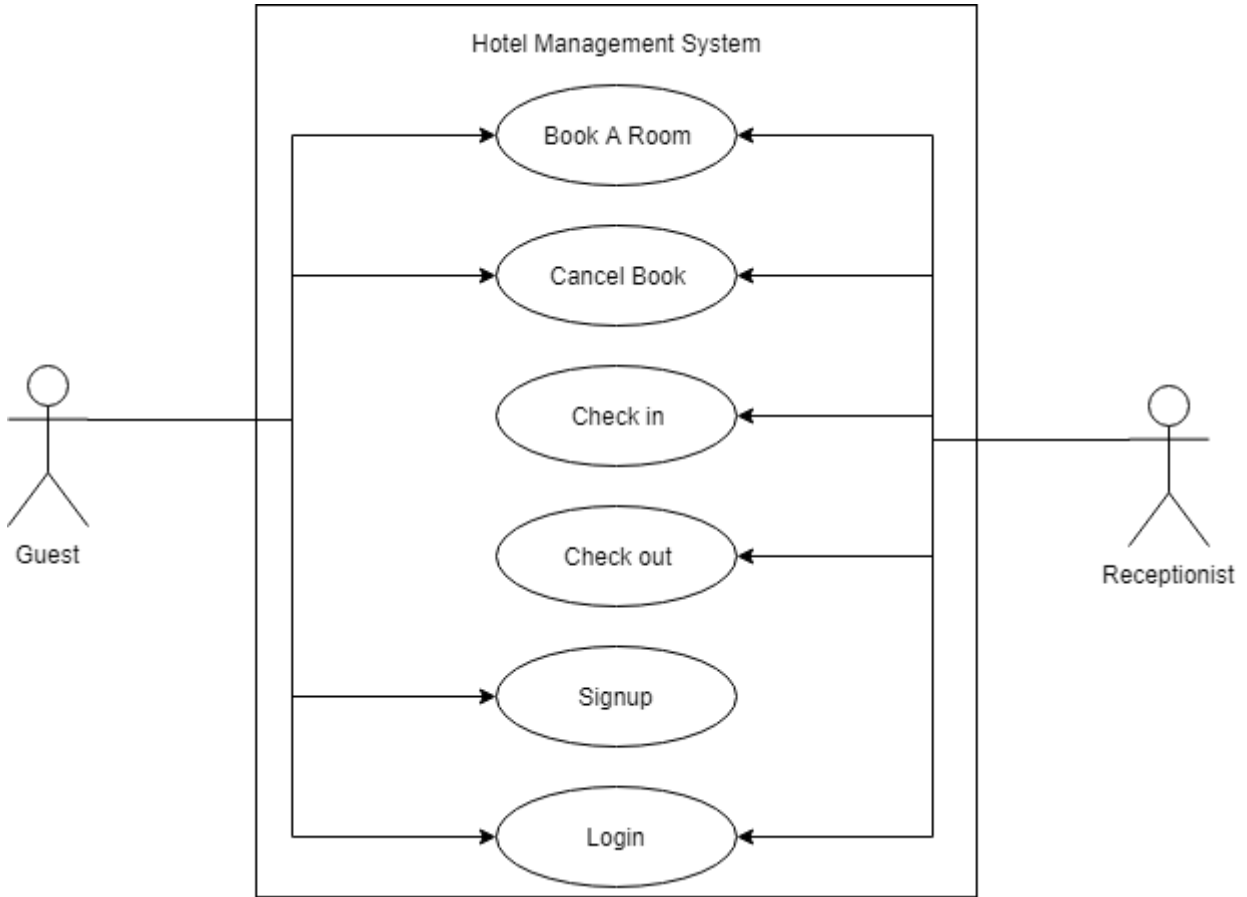 Hotel Management System
Book A Room
Cancel Book
Check in
Check out
Signup
Login
Guest
Receptionist